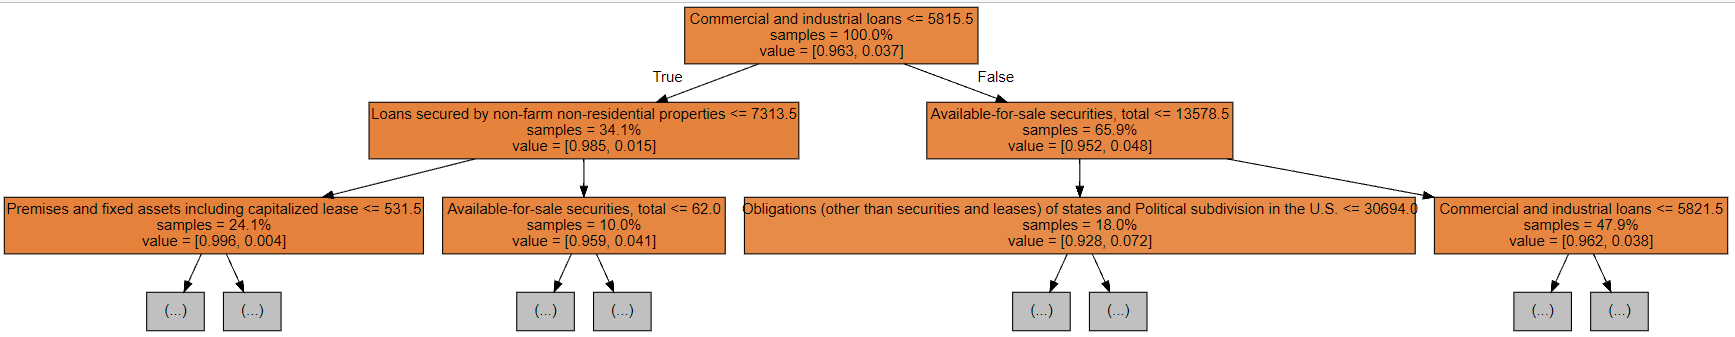 Commercial and industrial loans <= 5815.5
samples = 100.0%
value = [0.963, 0.037]
True
False
Loans secured by non-farm non-residential properties <= 7313.5
samples = 34.1%
value = [0.985, 0.015]
Available-for-sale securities, total <= 13578.5
samples = 65.9%
value = [0.952, 0.048]
Premises and fixed assets including capitalized lease <= 531.5
samples = 24.1%
value = [0.996, 0.004]
Available-for-sale securities, total <= 62.0
samples = 10.0%
value = [0.959, 0.041]
Obligations (other than securities and leases) of states and Political subdivision in the U.S. <= 30694.0
samples = 18.0%
value = [0.928, 0.072]
Commercial and industrial loans <= 5821.5
samples = 47.9%
value = [0.962, 0.038]
(...)
(...)
(...)
(...)
(...)
(...)
(...)
(...)